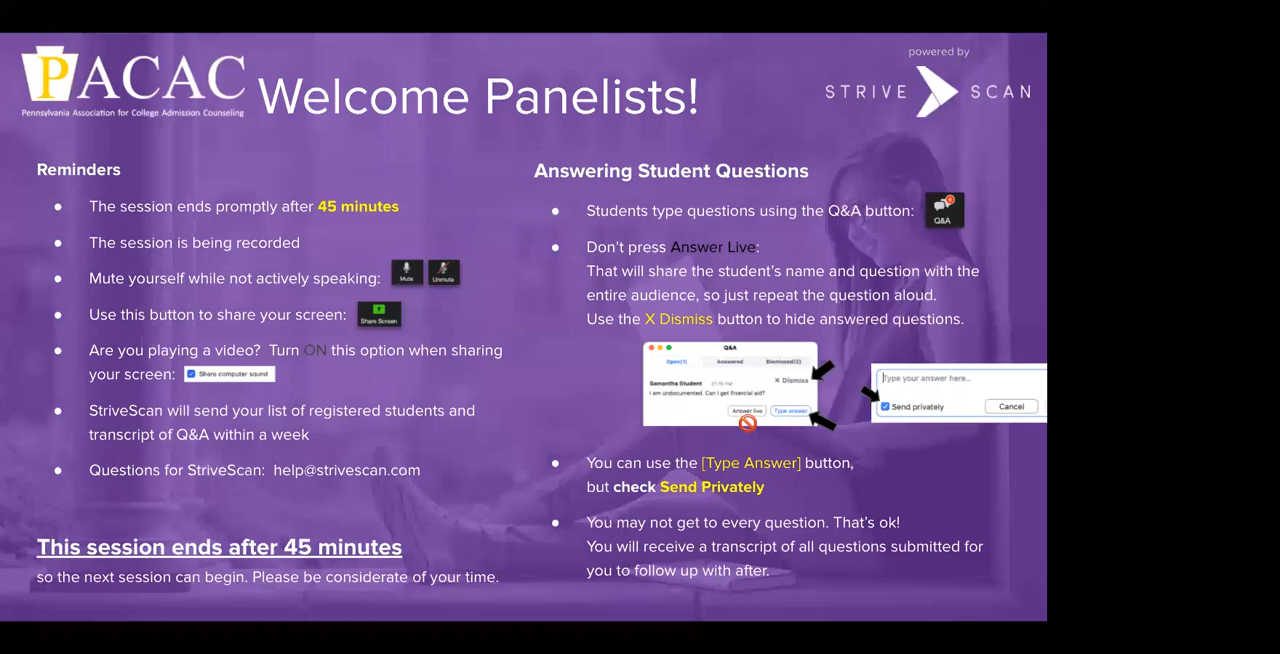 PACAC
Pennsylvania Association for College Admission Counseling
Welcome Panelists!
powered by
STRIVE SCAN
Reminders
The session ends promptly after 45 minutes
The session is being recorded
Mute yourself while not actively speaking:
Mute
Unmute
Use this button to share your screen:
Share Screen
Are you playing a video? Turn ON this option when sharing
your screen:
Share computer sound
StriveScan will send your list of registered students and
transcript of Q&A within a week
Questions for StriveScan: help@strivescan.com
This session ends after 45 minutes
so the next session can begin. Please be considerate of your time.
Answering Student Questions
Students type questions using the Q&A button:
Q&A
Don't press Answer Live:
That will share the student's name and question with the
entire audience, so just repeat the question aloud.
Use the X Dismiss button to hide answered questions.
Q&A
Open(1) Answered Dismissed(2)
Samantha Student 07:15 PM
X Dismiss
I am undocumented. Can I get financial aid?
Answer live Type answer
Type your answer here...
Send privately Cancel
You can use the [Type Answer] button,
but check Send Privately
You may not get to every question. That's ok!
You will receive a transcript of all questions submitted for
you to follow up with after.